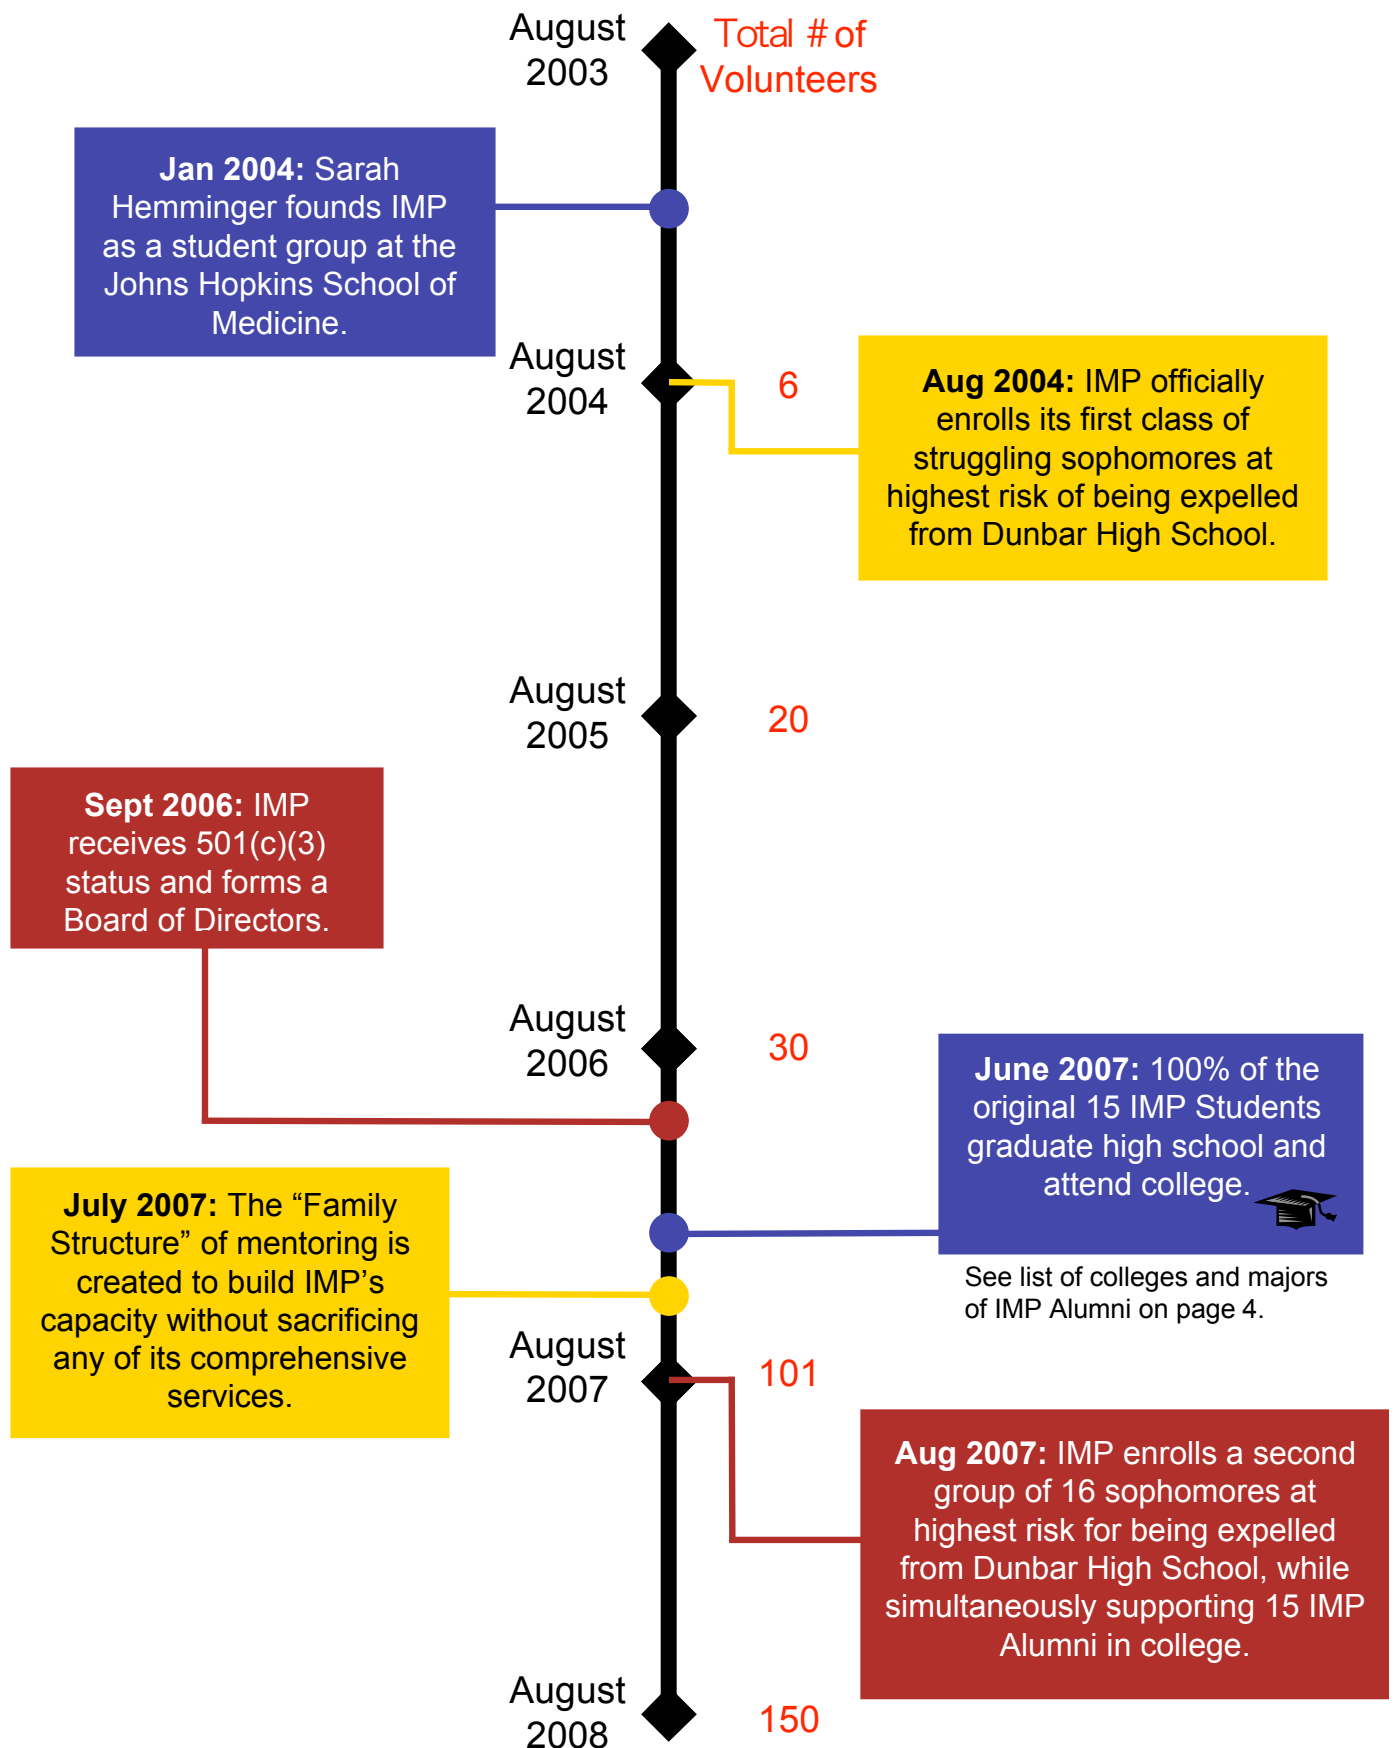 August
2003
Total # of
Volunteers
Jan 2004: Sarah
Hemminger founds IMP
as a student group at the
Johns Hopkins School of
Medicine.
August
2004
6
Aug 2004: IMP officially
enrolls its first class of
struggling sophomores at
highest risk of being expelled
from Dunbar High School.
August
2005
20
Sept 2006: IMP
receives 501(c)(3)
status and forms a
Board of Directors.
August
2006
30
June 2007: 100% of the
original 15 IMP Students
graduate high school and
attend college.
See list of colleges and majors
of IMP Alumni on page 4.
July 2007: The “Family
Structure” of mentoring is
created to build IMP’s
capacity without sacrificing
any of its comprehensive
services.
August
2007
101
Aug 2007: IMP enrolls a second
group of 16 sophomores at
highest risk for being expelled
from Dunbar High School, while
simultaneously supporting 15 IMP
Alumni in college.
August
2008
150